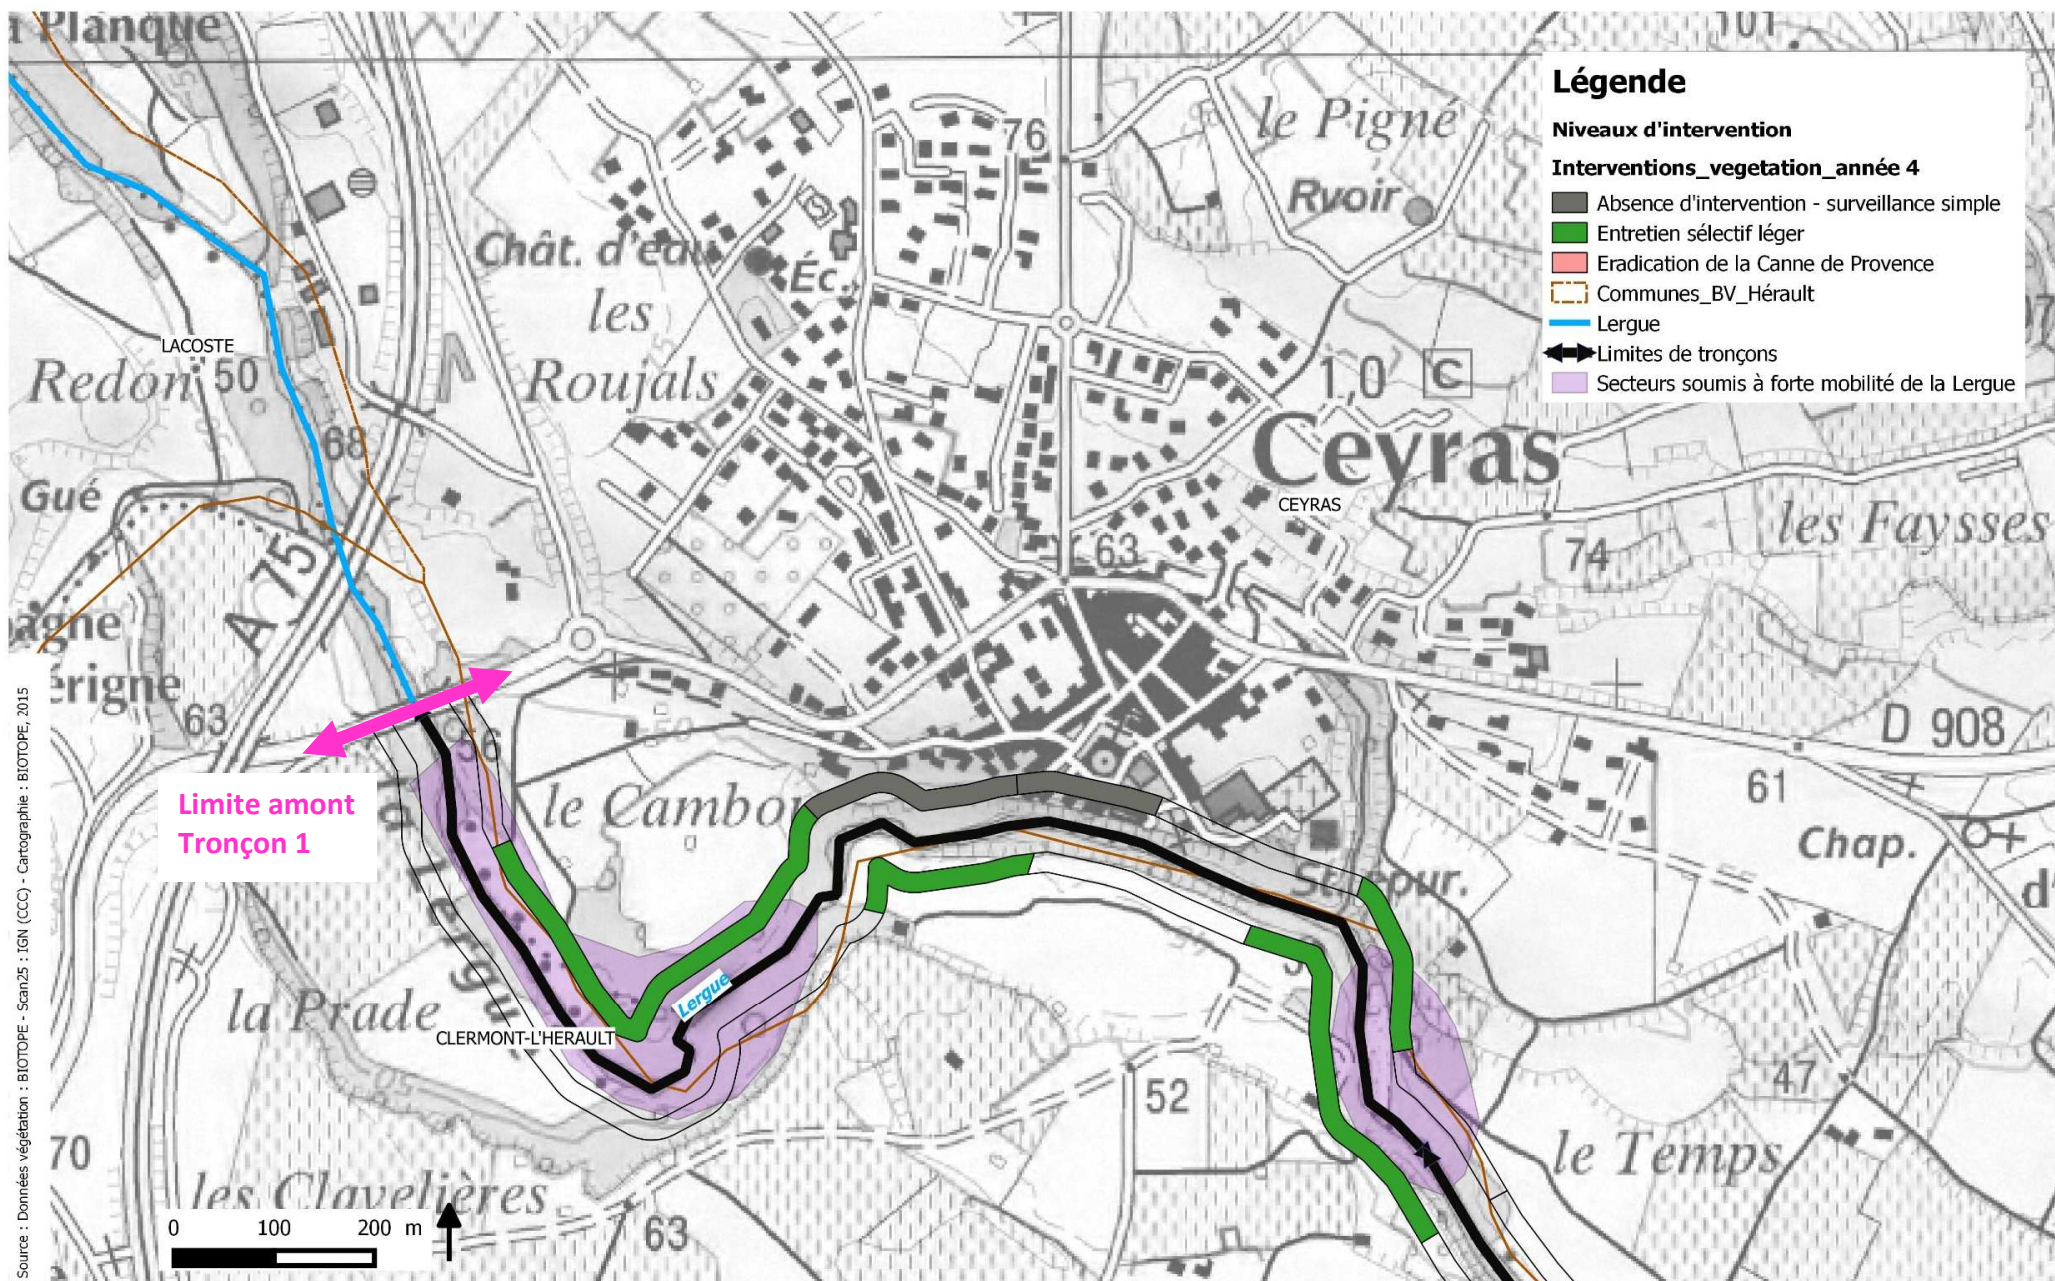 Planque
101
Légende
Niveaux d'intervention
Interventions_vegetation_année 4
Absence d'intervention - surveillance simple
Entretien sélectif léger
Eradication de la Canne de Provence
Communes_BV_Hérault
Lergue
Limites de tronçons
Secteurs soumis à forte mobilité de la Lergue
76
le Pigné
Rvoir
Chât. d'eau
Éc.
les
Roujals
LACOSTE
Redon
50
68
1,0
C
Ceyras
CEYRAS
Gué
les Faysses
63
74
A 75
érigne
63
D 908
61
Limite amont
Tronçon 1
le Cambou
Chap.
la Prade
Lergue
CLERMONT-L'HERAULT
50
52
47
le Temps
70
les Clavelières
63
0 100 200 m
Source : Données végétation : BIOTOPE - Scan25 : IGN (CCC) - Cartographie : BIOTOPE, 2015